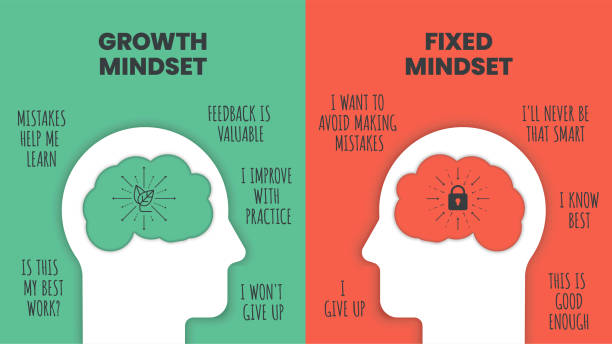 GROWTH
MINDSET
MISTAKES
HELP ME
LEARN
FEEDBACK IS
VALUABLE
I IMPROVE
WITH
PRACTICE
IS THIS
MY BEST
WORK?
I WON'T
GIVE UP
FIXED
MINDSET
I WANT TO
AVOID MAKING
MISTAKES
I'LL NEVER BE
THAT SMART
I KNOW
BEST
I
GIVE UP
THIS IS
GOOD
ENOUGH